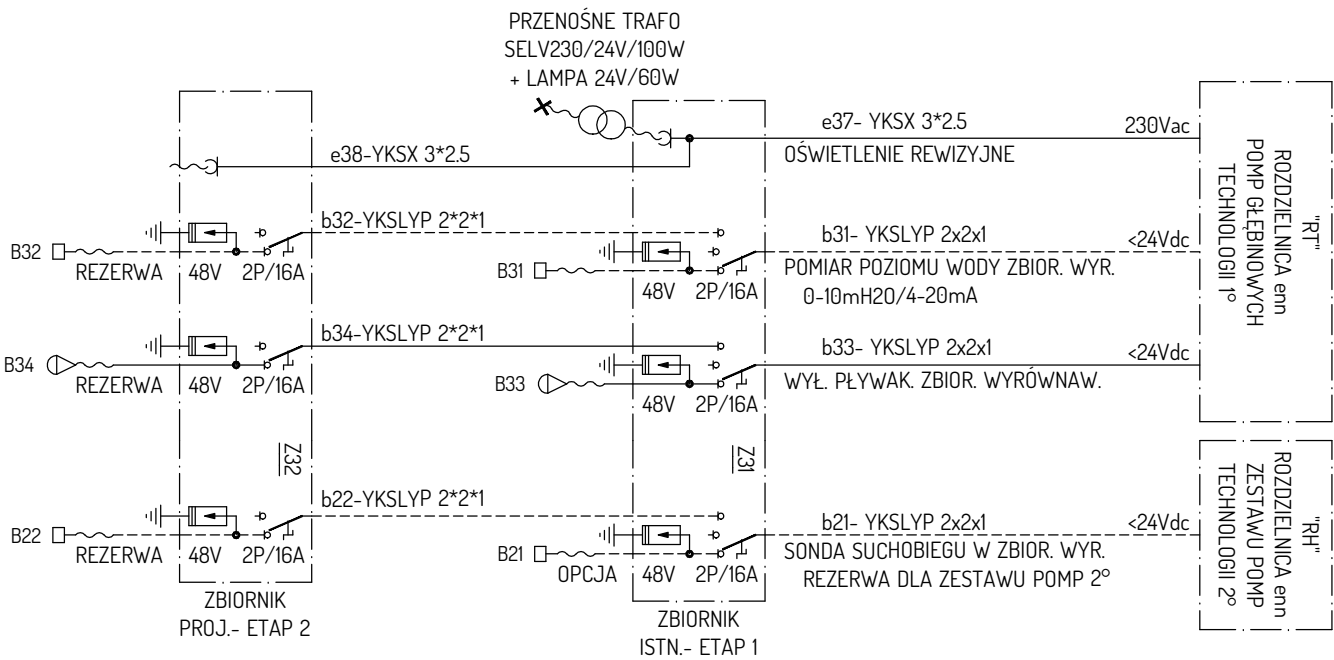 PRZENOŚNE TRAFO
SELV230/24V/100W
+ LAMPA 24V/60W
e37- YKSX 3*2.5
230Vac
OŚWIETLENIE REWIZYJNE
e38-YKSX 3*2.5
"RT"
ROZDZIELNICA enn
POMP GŁĘBINOWYCH
TECHNOLOGII 1°
b32-YKSLYP 2*2*1
B32
REZERWA
48V
2P/16A
b31- YKSLYP 2x2x1
<24Vdc
B31
48V
2P/16A
POMIAR POZIOMU WODY ZBIOR. WYR.
0-10mH20/4-20mA
b34-YKSLYP 2*2*1
B34
REZERWA
48V
2P/16A
b33- YKSLYP 2x2x1
<24Vdc
B33
48V
2P/16A
WYŁ. PŁYWAK. ZBIOR. WYRÓWNAW.
Z32
Z31
"RH"
ROZDZIELNICA enn
ZESTAWU POMP
TECHNOLOGII 2°
b22-YKSLYP 2*2*1
B22
REZERWA
48V
2P/16A
b21- YKSLYP 2x2x1
<24Vdc
B21
OPCJA
48V
2P/16A
SONDA SUCHOBIEGU W ZBIOR. WYR.
REZERWA DLA ZESTAWU POMP 2°
ZBIORNIK
PROJ.- ETAP 2
ZBIORNIK
ISTN.- ETAP 1